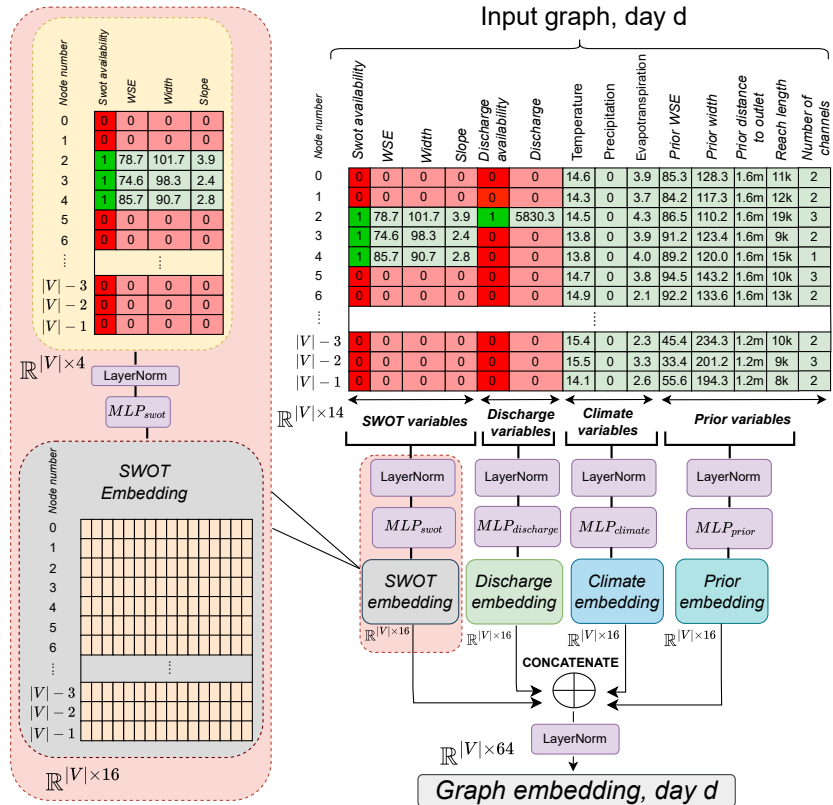 Input graph, day d
Node number
Swot availability
WSE
Width
Slope
0 0 0 0 0
1 0 0 0 0
2 1 78.7 101.7 3.9
3 1 74.6 98.3 2.4
4 1 85.7 90.7 2.8
5 0 0 0 0
6 0 0 0 0
... ...
|V| − 3 0 0 0 0
|V| − 2 0 0 0 0
|V| − 1 0 0 0 0
ℝ^{|V|×4}
LayerNorm
MLP_{swot}
SWOT
Embedding
Node number
0
1
2
3
4
5
6
... ...
|V| − 3
|V| − 2
|V| − 1
ℝ^{|V|×16}
Node number
Swot availability
WSE
Width
Slope
Discharge
availability
Discharge
Temperature
Precipitation
Evapotranspiration
Prior WSE
Prior width
Prior distance
to outlet
Reach length
Number of
channels
0 0 0 0 0 0 0 14.6 0 3.9 85.3 128.3 1.6m 11k 2
1 0 0 0 0 0 0 14.3 0 3.7 84.2 117.3 1.6m 12k 2
2 1 78.7 101.7 3.9 1 5830.3 14.5 0 4.3 86.5 110.2 1.6m 19k 3
3 1 74.6 98.3 2.4 0 0 13.8 0 3.9 91.2 123.4 1.6m 9k 2
4 1 85.7 90.7 2.8 0 0 13.8 0 4.0 89.2 120.0 1.6m 15k 1
5 0 0 0 0 0 0 14.7 0 3.8 94.5 143.2 1.6m 10k 3
6 0 0 0 0 0 0 14.9 0 2.1 92.2 133.6 1.6m 13k 2
... ...
|V| − 3 0 0 0 0 0 0 15.4 0 2.3 45.4 234.3 1.2m 10k 2
|V| − 2 0 0 0 0 0 0 15.5 0 3.3 33.4 201.2 1.2m 9k 3
|V| − 1 0 0 0 0 0 0 14.1 0 2.6 55.6 194.3 1.2m 8k 2
ℝ^{|V|×14}
SWOT variables
Discharge
variables
Climate
variables
Prior variables
LayerNorm LayerNorm LayerNorm LayerNorm
MLP_{swot} MLP_{discharge} MLP_{climate} MLP_{prior}
SWOT
embedding
Discharge
embedding
Climate
embedding
Prior
embedding
ℝ^{|V|×16} ℝ^{|V|×16} ℝ^{|V|×16} ℝ^{|V|×16}
CONCATENATE
ℝ^{|V|×64}
LayerNorm
Graph embedding, day d